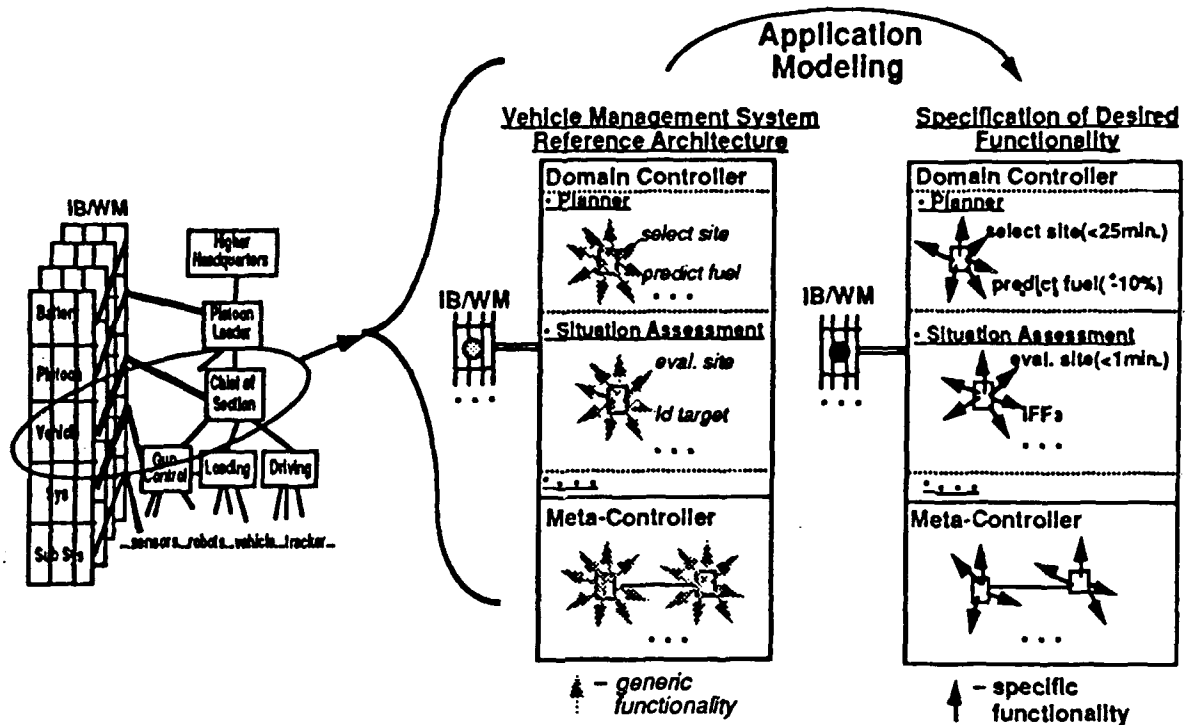 Application
Modeling
Vehicle Management System
Reference Architecture
Specification of Desired
Functionality
IB/WM
Higher
Headquarters
Platoon
Leader
Chief of
Section
Gun
Control
Loading
Driving
Platoon
Vehicle
Sys
Sub Sys
...sensors...robots...vehicle...tracker...
IB/WM
. . .
Domain Controller
· Planner
select site
predict fuel
. . .
· Situation Assessment
eval. site
Id target
. . .
· . . .
Meta-Controller
. . .
– generic
functionality
IB/WM
. . .
Domain Controller
· Planner
select site(<25min.)
predict fuel(+-10%)
· Situation Assessment
eval. site(<1min.)
IFFs
. . .
· . . .
Meta-Controller
. . .
– specific
functionality